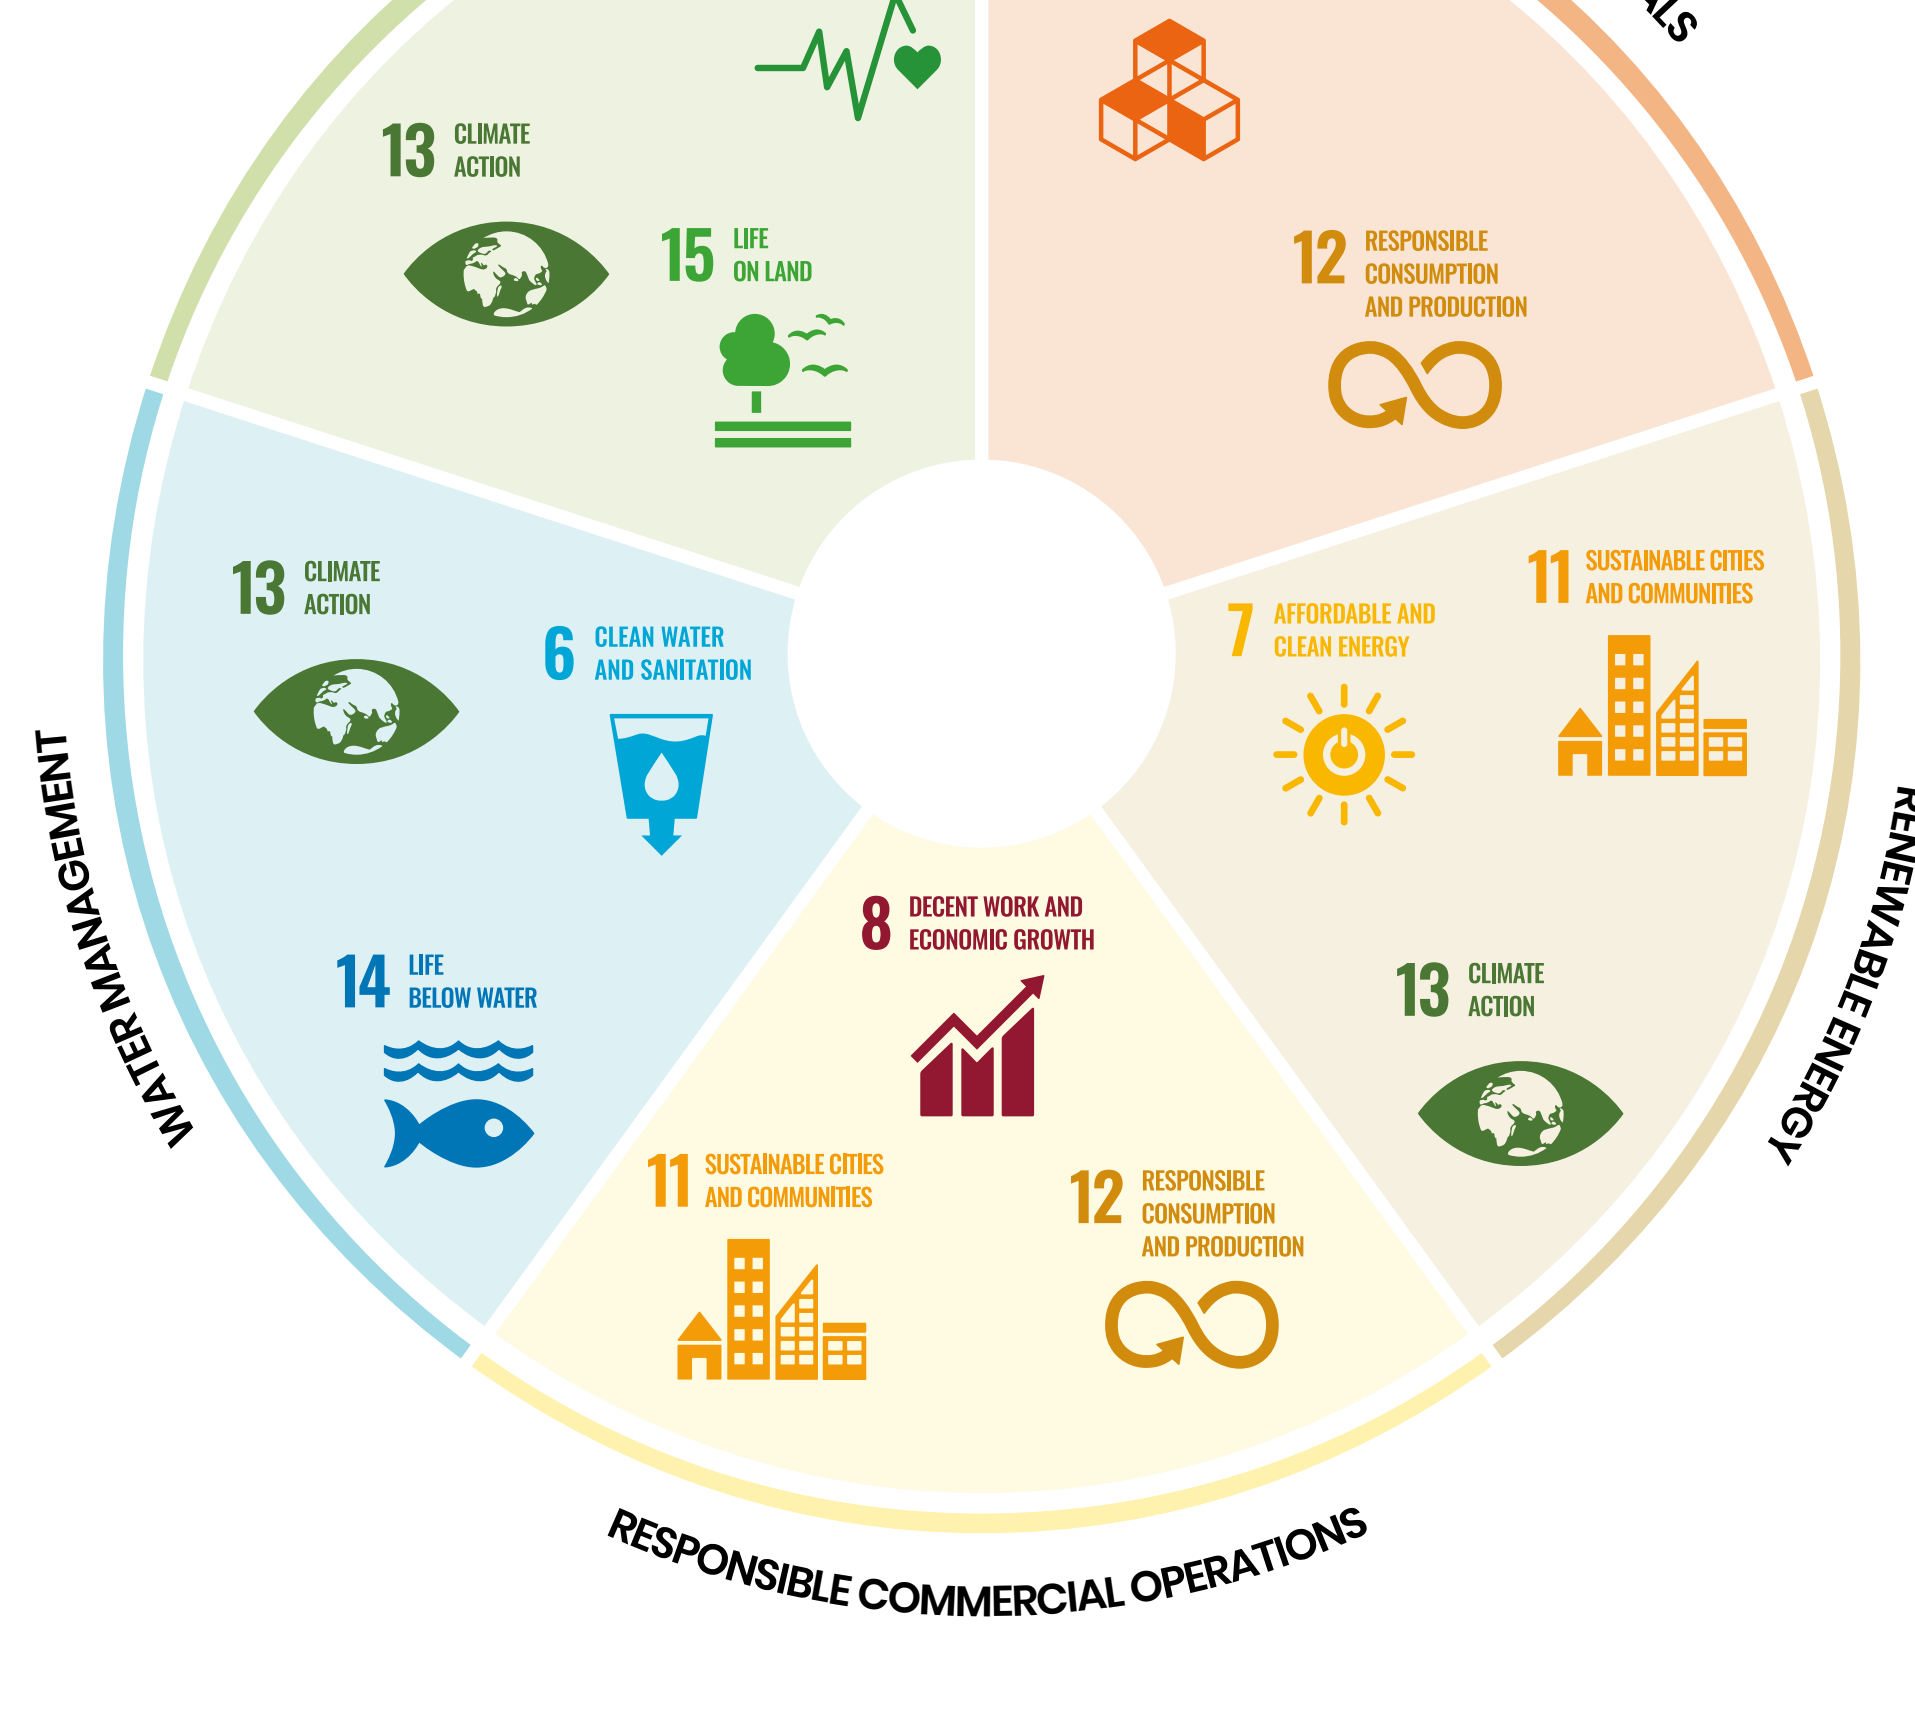 13 CLIMATE
ACTION
15 LIFE
ON LAND
12 RESPONSIBLE
CONSUMPTION
AND PRODUCTION
13 CLIMATE
ACTION
6 CLEAN WATER
AND SANITATION
14 LIFE
BELOW WATER
7 AFFORDABLE AND
CLEAN ENERGY
11 SUSTAINABLE CITIES
AND COMMUNITIES
13 CLIMATE
ACTION
8 DECENT WORK AND
ECONOMIC GROWTH
11 SUSTAINABLE CITIES
AND COMMUNITIES
12 RESPONSIBLE
CONSUMPTION
AND PRODUCTION
WATER MANAGEMENT
RENEWABLE ENERGY
RESPONSIBLE COMMERCIAL OPERATIONS